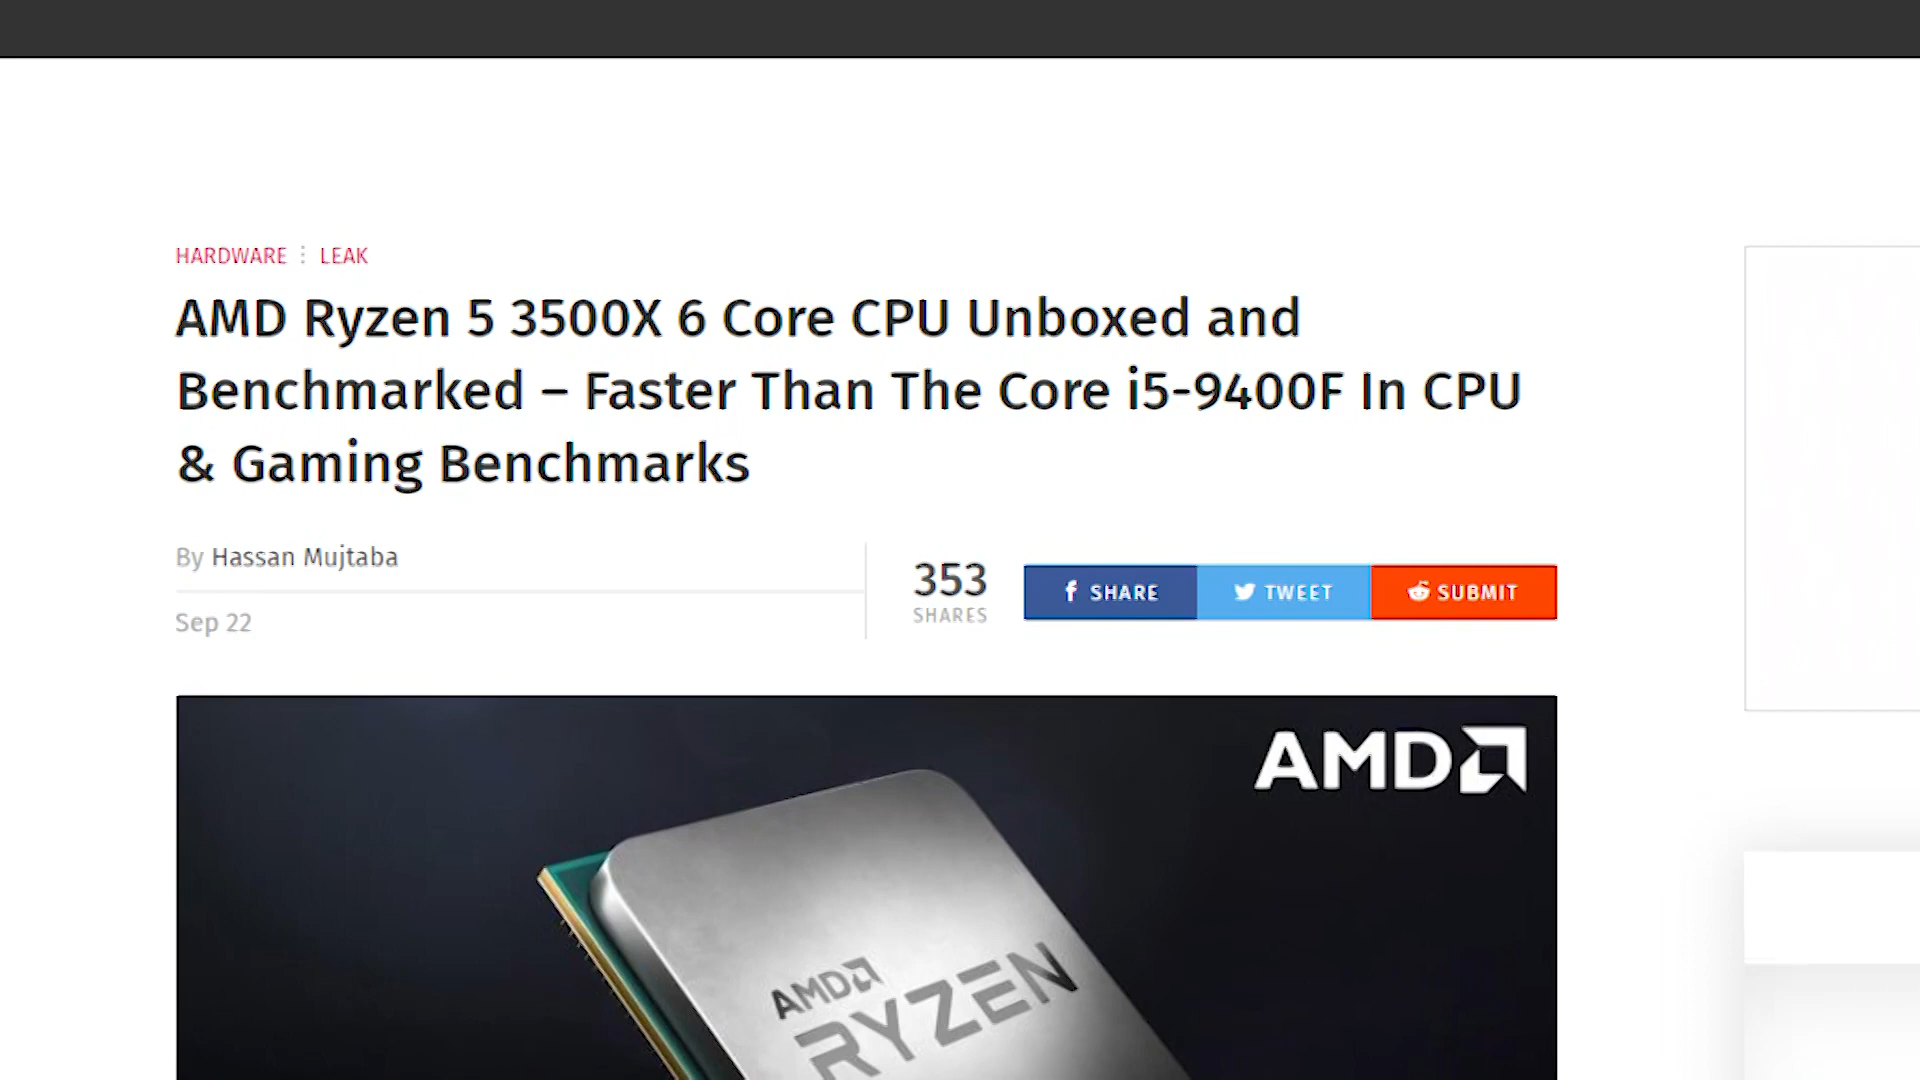 HARDWARE ⋮ LEAK
AMD Ryzen 5 3500X 6 Core CPU Unboxed and
Benchmarked – Faster Than The Core i5-9400F In CPU
& Gaming Benchmarks
By Hassan Mujtaba
353
SHARES
SHARE
TWEET
SUBMIT
Sep 22
AMD
AMD
RYZEN